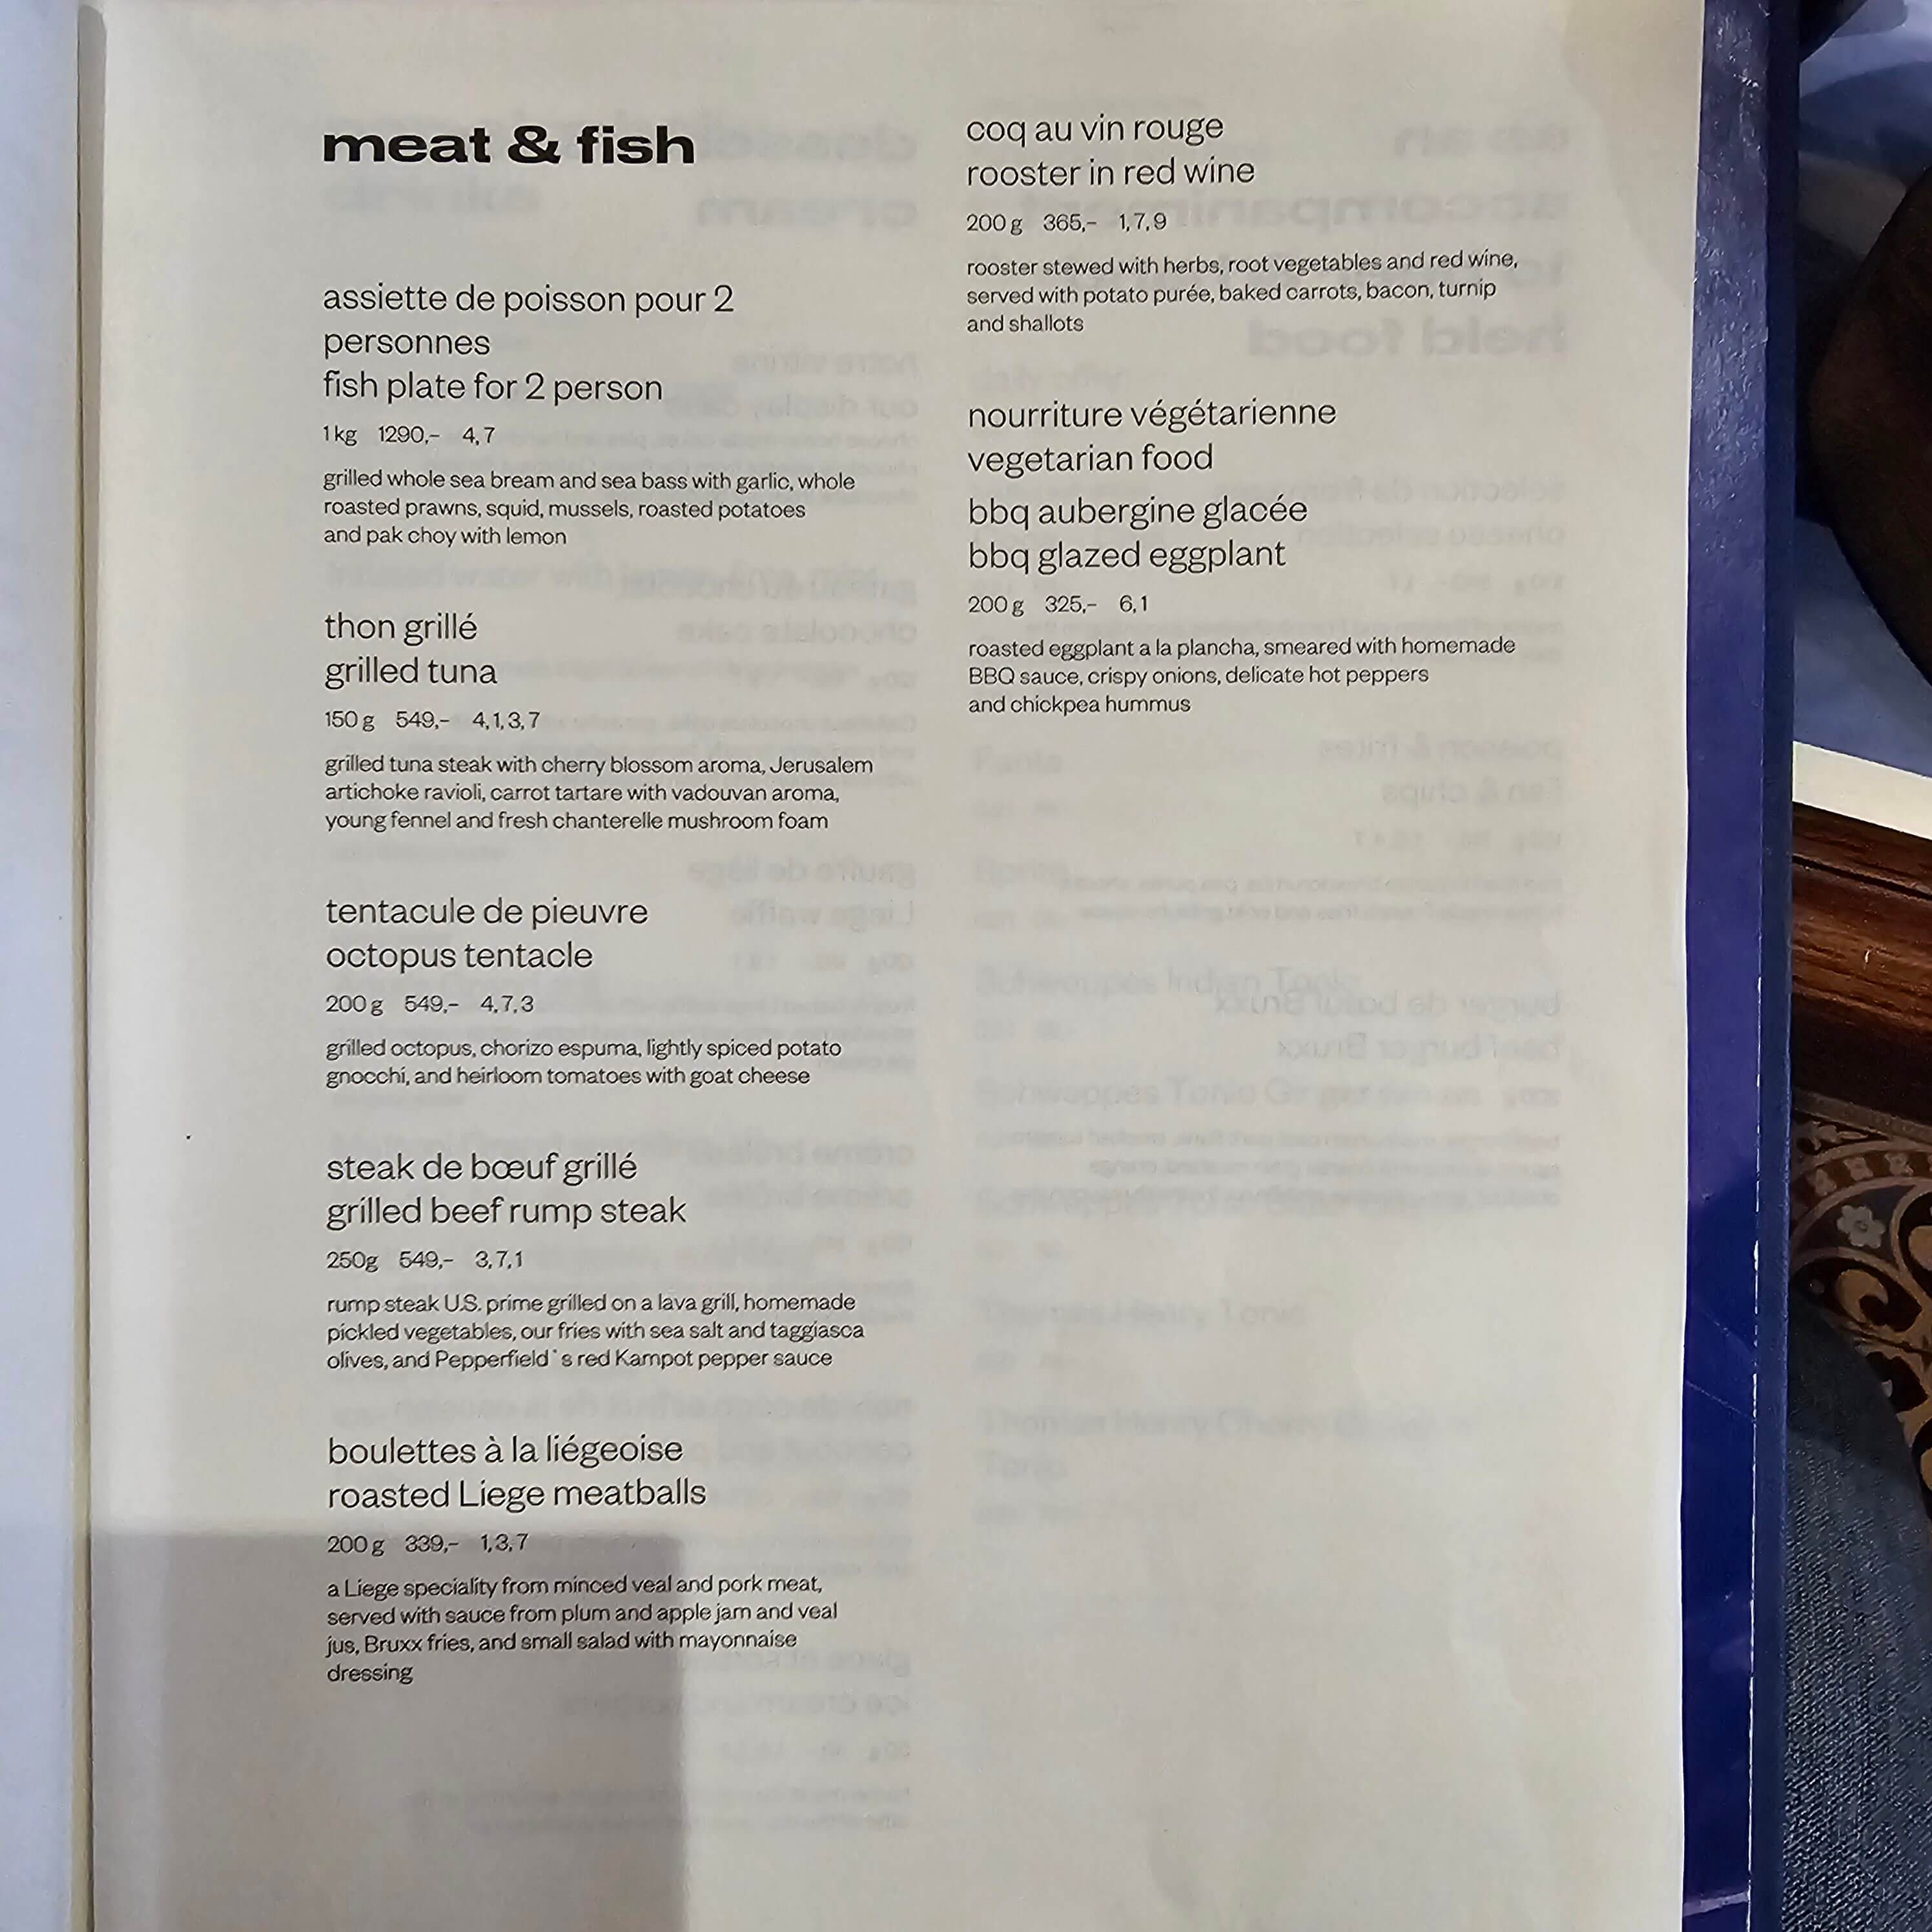 meat & fish
assiette de poisson pour 2
personnes
fish plate for 2 person
1 kg 1290,- 4, 7
grilled whole sea bream and sea bass with garlic, whole
roasted prawns, squid, mussels, roasted potatoes
and pak choy with lemon
thon grillé
grilled tuna
150 g 549,- 4, 1, 3, 7
grilled tuna steak with cherry blossom aroma, Jerusalem
artichoke ravioli, carrot tartare with vadouvan aroma,
young fennel and fresh chanterelle mushroom foam
tentacule de pieuvre
octopus tentacle
200 g 549,- 4, 7, 3
grilled octopus, chorizo espuma, lightly spiced potato
gnocchi, and heirloom tomatoes with goat cheese
steak de bœuf grillé
grilled beef rump steak
250g 549,- 3, 7, 1
rump steak U.S. prime grilled on a lava grill, homemade
pickled vegetables, our fries with sea salt and taggiasca
olives, and Pepperfield`s red Kampot pepper sauce
boulettes à la liégeoise
roasted Liege meatballs
200 g 339,- 1, 3, 7
a Liege speciality from minced veal and pork meat,
served with sauce from plum and apple jam and veal
jus, Bruxx fries, and small salad with mayonnaise
dressing
coq au vin rouge
rooster in red wine
200 g 365,- 1, 7, 9
rooster stewed with herbs, root vegetables and red wine,
served with potato purée, baked carrots, bacon, turnip
and shallots
nourriture végétarienne
vegetarian food
bbq aubergine glacée
bbq glazed eggplant
200 g 325,- 6, 1
roasted eggplant a la plancha, smeared with homemade
BBQ sauce, crispy onions, delicate hot peppers
and chickpea hummus